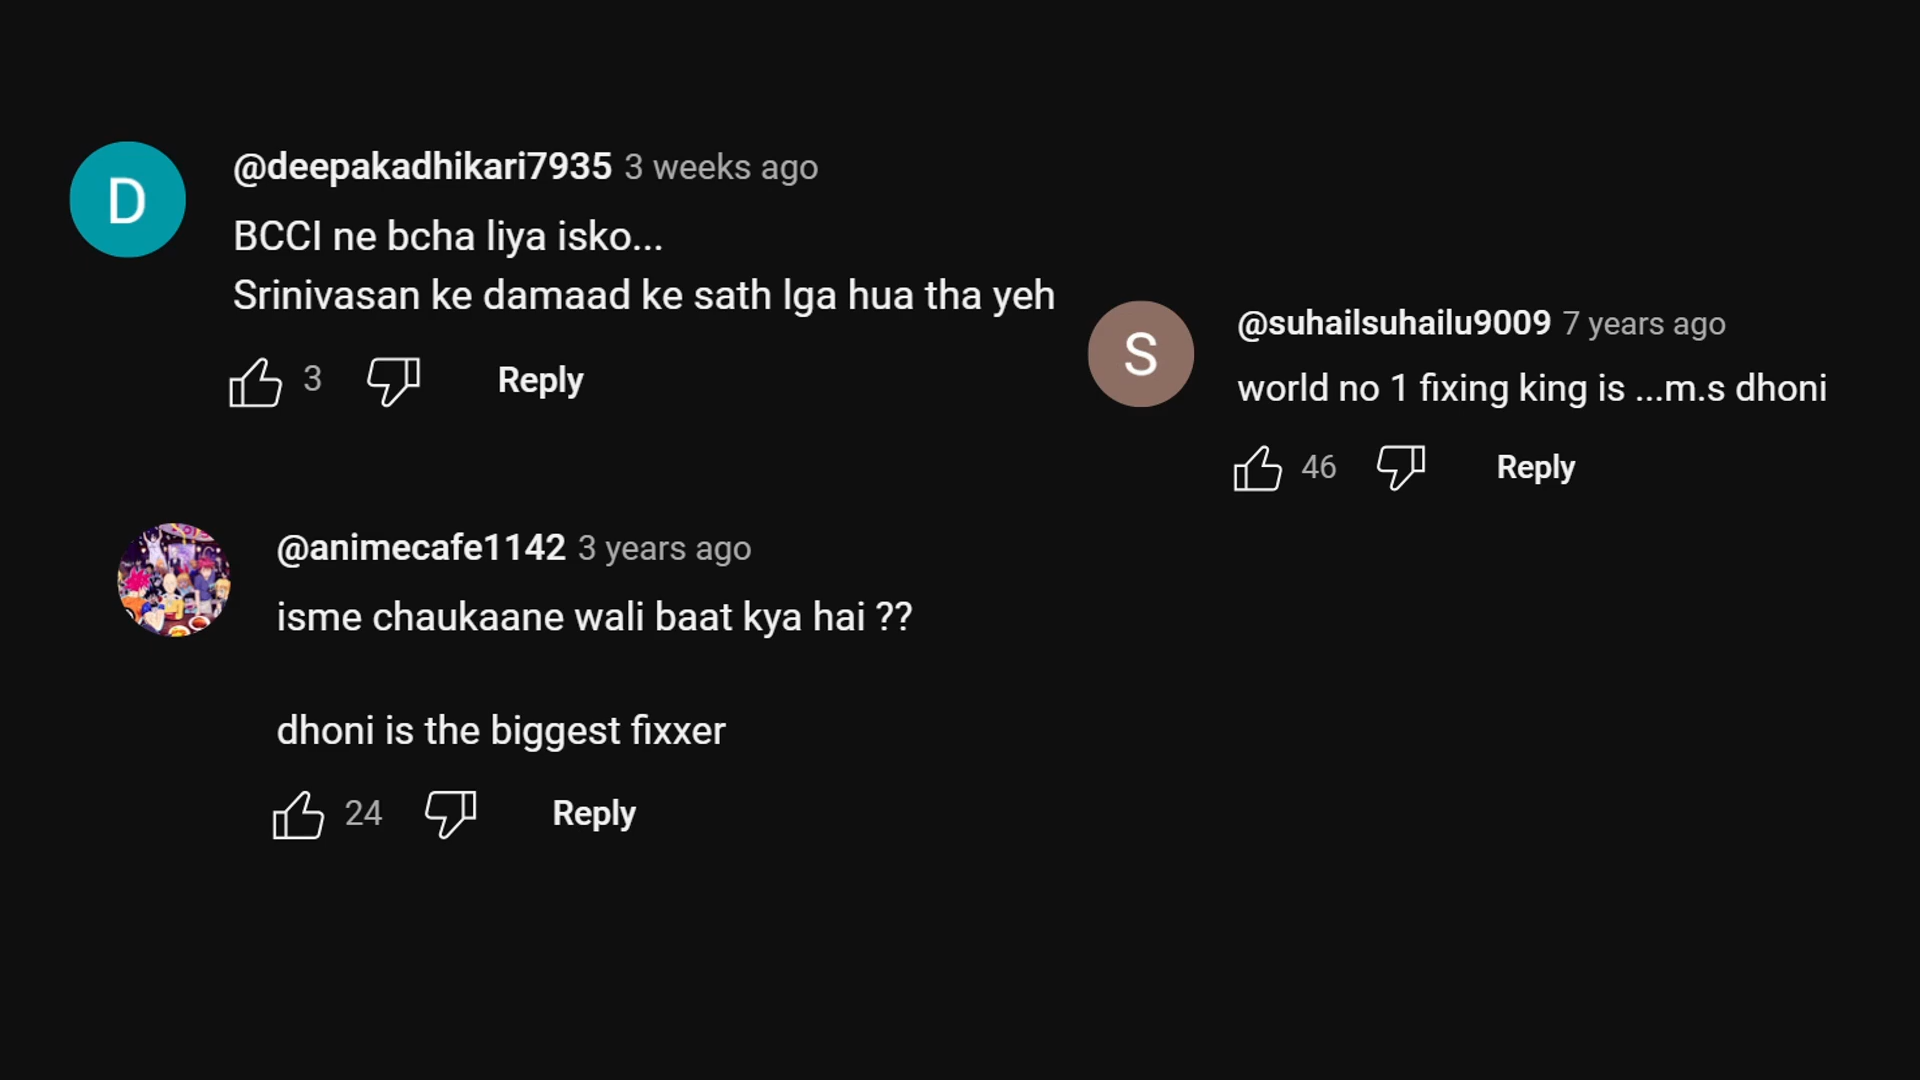 D
@deepakadhikari7935 3 weeks ago
BCCI ne bcha liya isko...
Srinivasan ke damaad ke sath lga hua tha yeh
3 Reply
S
@suhailsuhailu9009 7 years ago
world no 1 fixing king is ...m.s dhoni
46 Reply
@animecafe1142 3 years ago
isme chaukaane wali baat kya hai ??
dhoni is the biggest fixxer
24 Reply